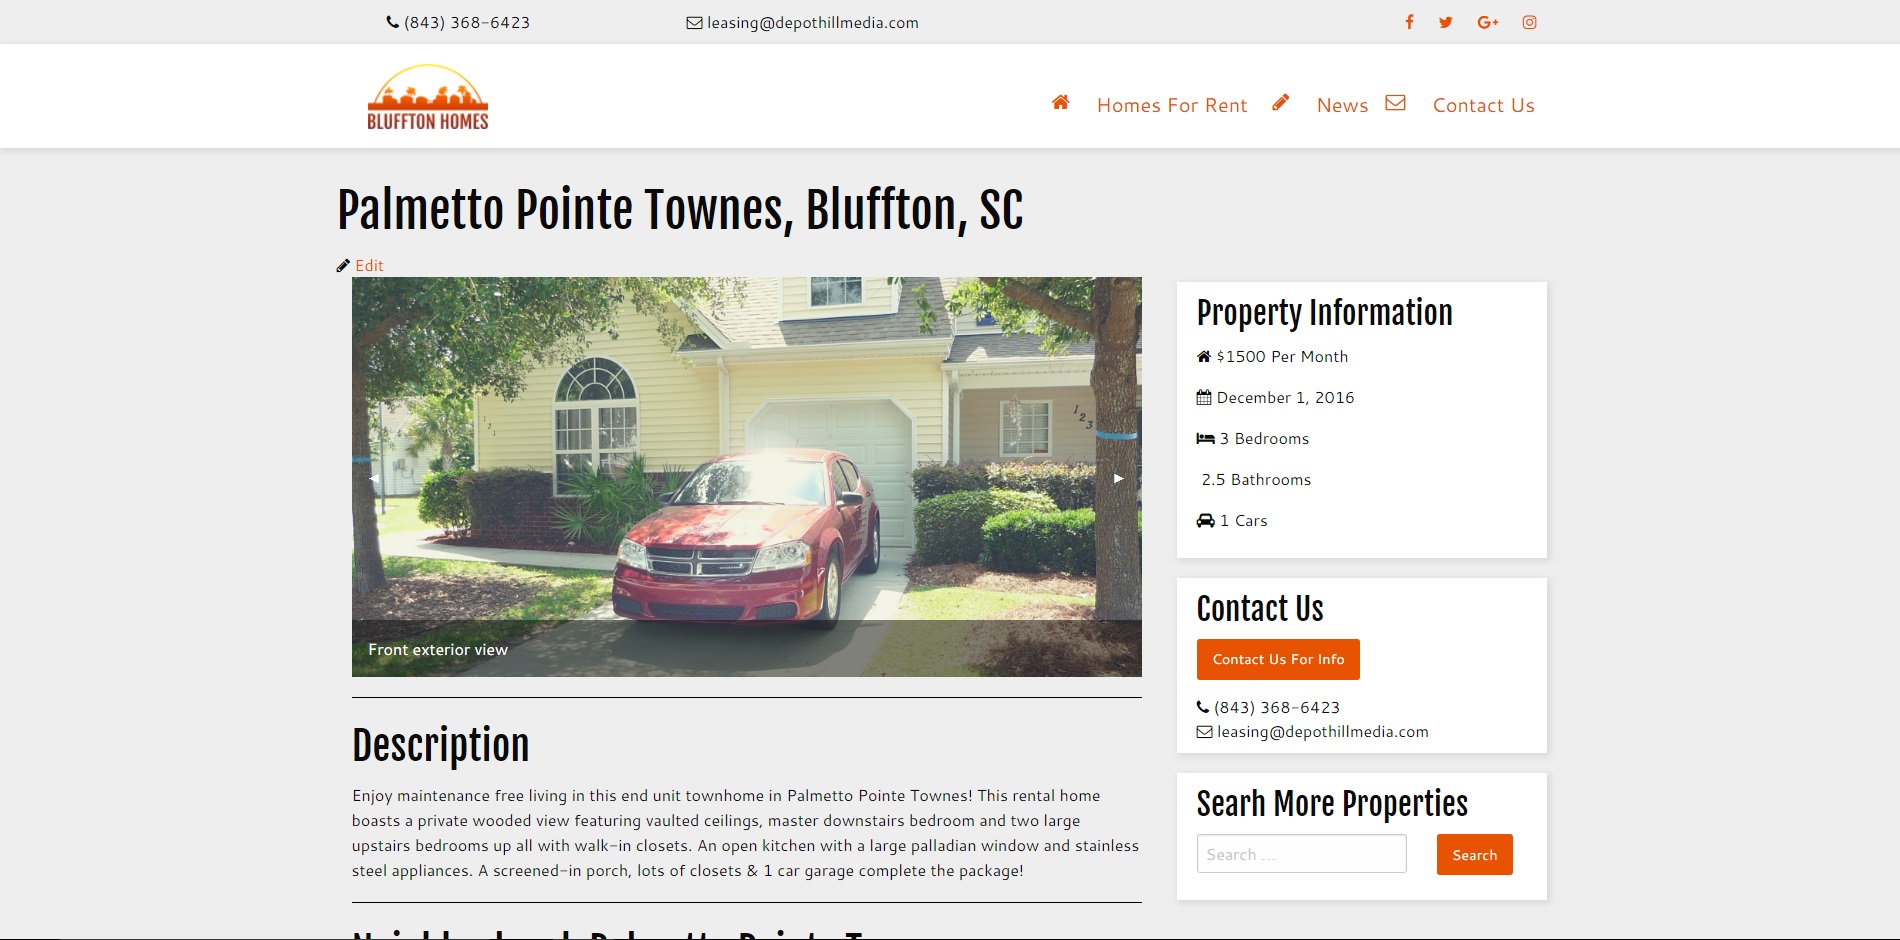 (843) 368-6423
leasing@depothillmedia.com
BLUFFTON HOMES
Homes For Rent
News
Contact Us
Palmetto Pointe Townes, Bluffton, SC
Edit
121
123
Front exterior view
Description
Enjoy maintenance free living in this end unit townhome in Palmetto Pointe Townes! This rental home
boasts a private wooded view featuring vaulted ceilings, master downstairs bedroom and two large
upstairs bedrooms up all with walk-in closets. An open kitchen with a large palladian window and stainless
steel appliances. A screened-in porch, lots of closets & 1 car garage complete the package!
Property Information
$1500 Per Month
December 1, 2016
3 Bedrooms
2.5 Bathrooms
1 Cars
Contact Us
Contact Us For Info
(843) 368-6423
leasing@depothillmedia.com
Searh More Properties
Search ...
Search